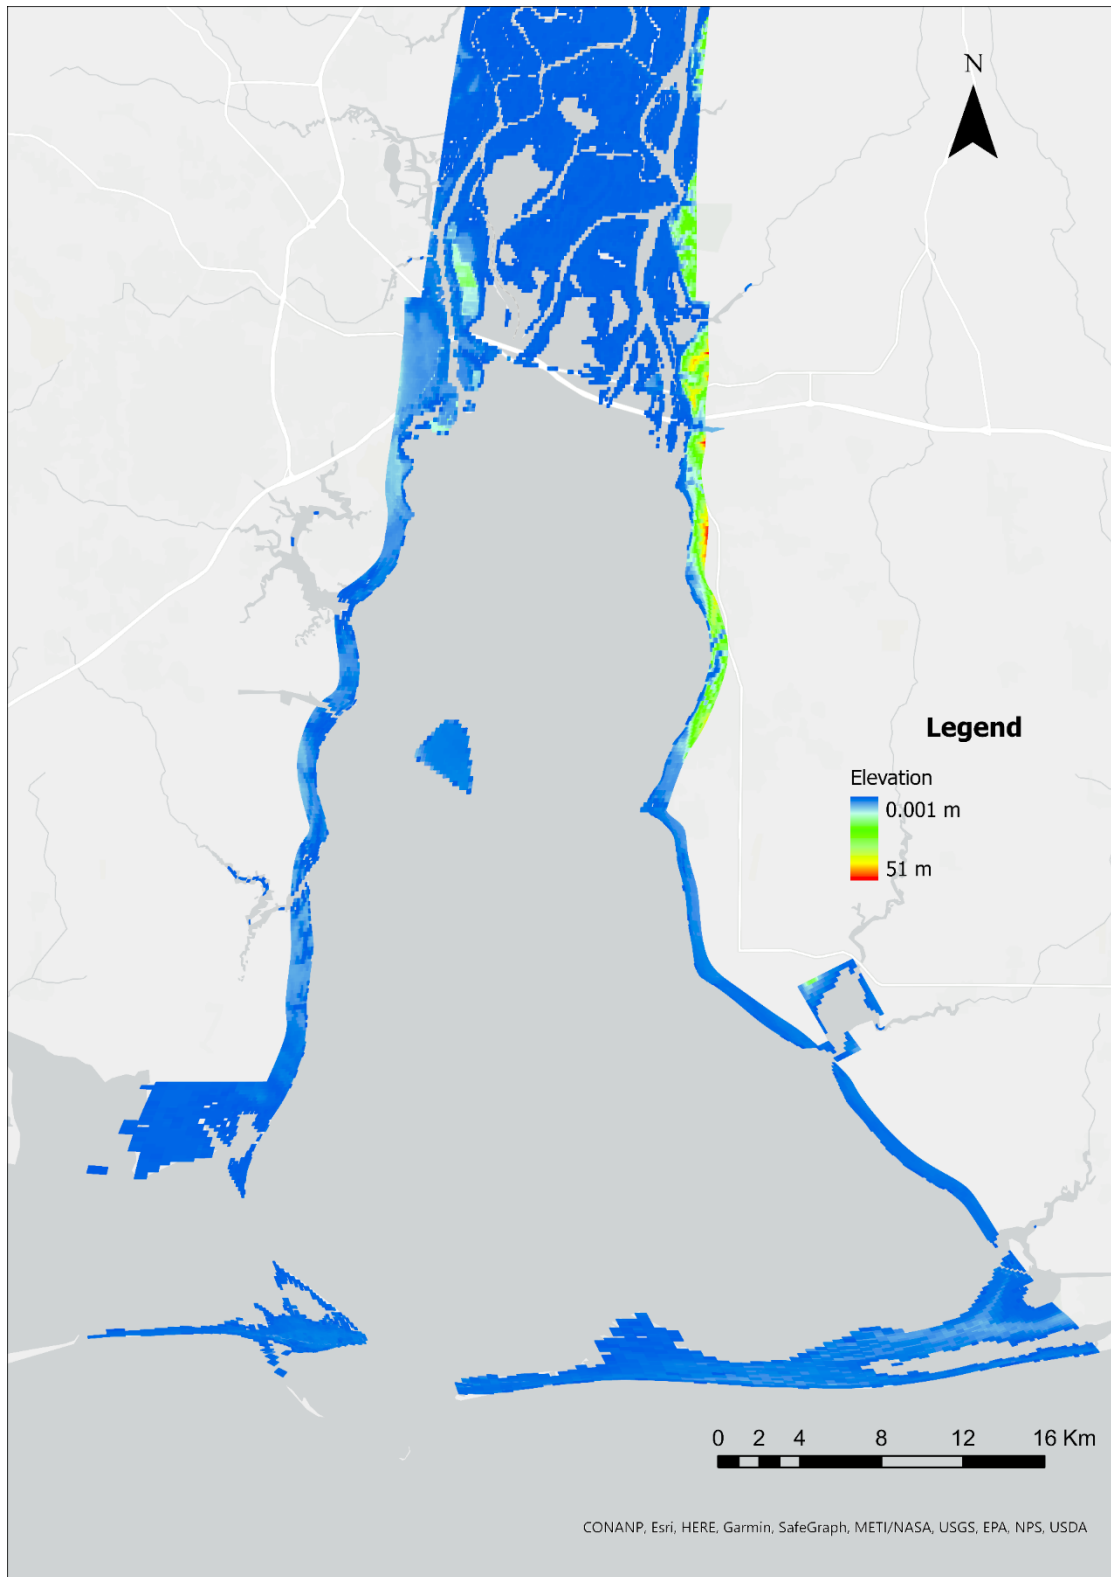 N
Legend
Elevation
0.001 m
51 m
0 2 4 8 12 16 Km
CONANP, Esri, HERE, Garmin, SafeGraph, METI/NASA, USGS, EPA, NPS, USDA